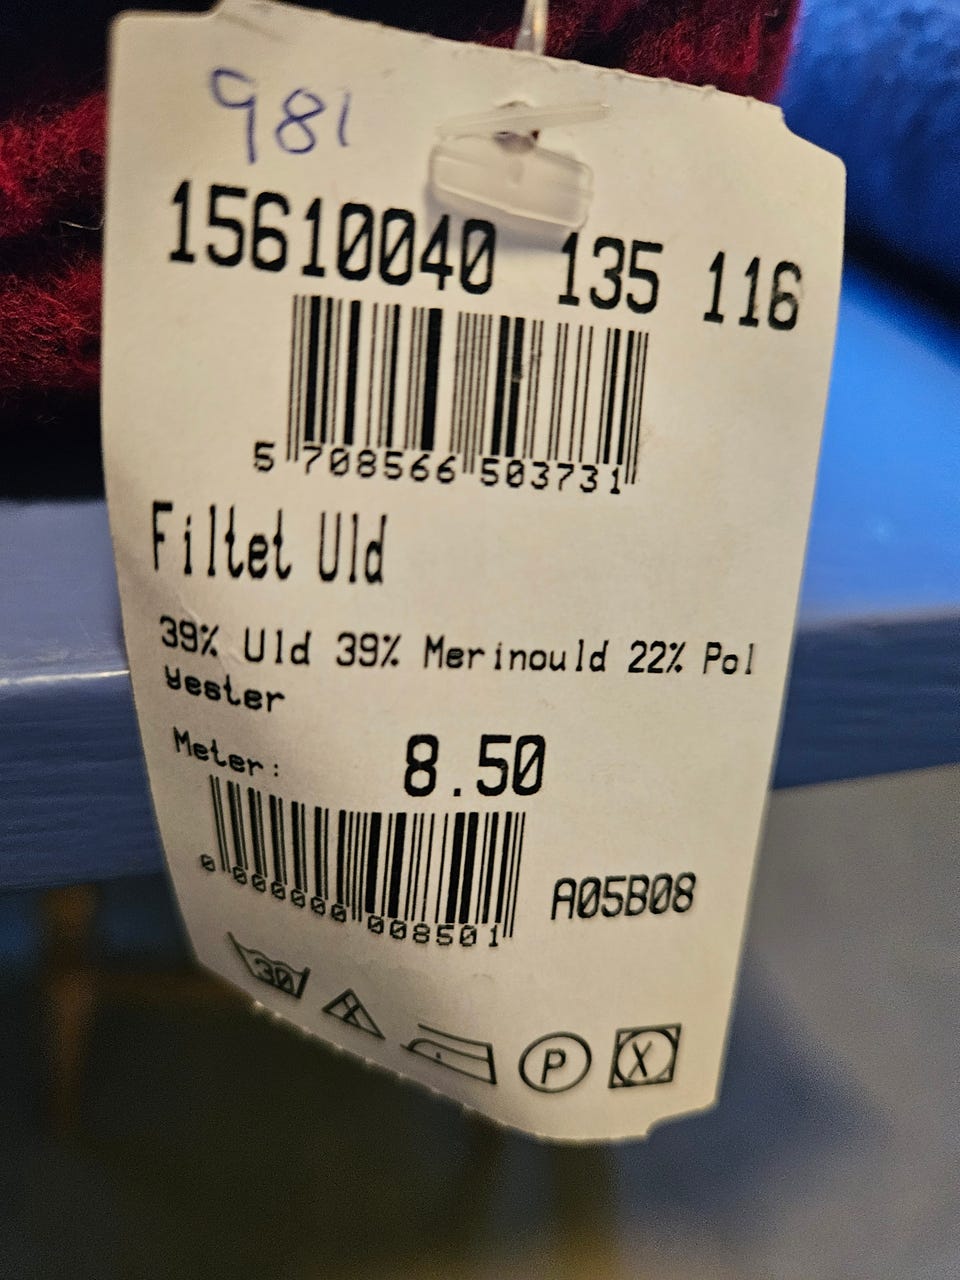 981
15610040 135 116
5 708566 503731
Filtet Uld
39% Uld 39% Merinould 22% Pol
yester
Meter: 8.50
0 000000 008501
A05B08
30
P X